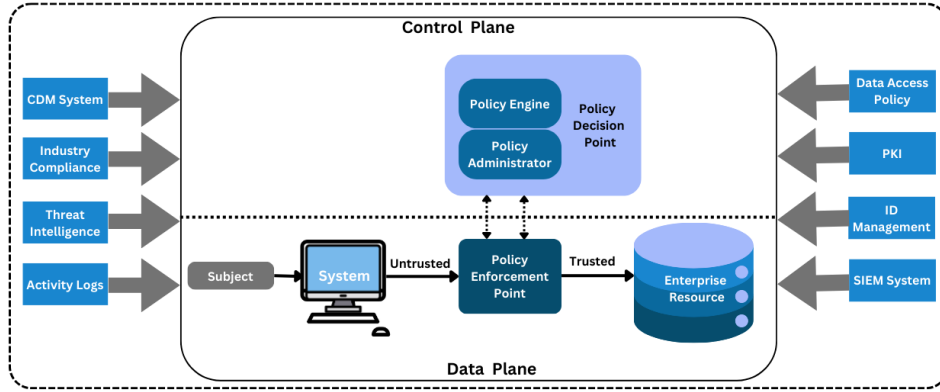 Control Plane
CDM System
Industry
Compliance
Threat
Intelligence
Activity Logs
Policy Engine
Policy
Administrator
Policy
Decision
Point
Data Access
Policy
PKI
ID
Management
SIEM System
Subject
System
Untrusted
Policy
Enforcement
Point
Trusted
Enterprise
Resource
Data Plane